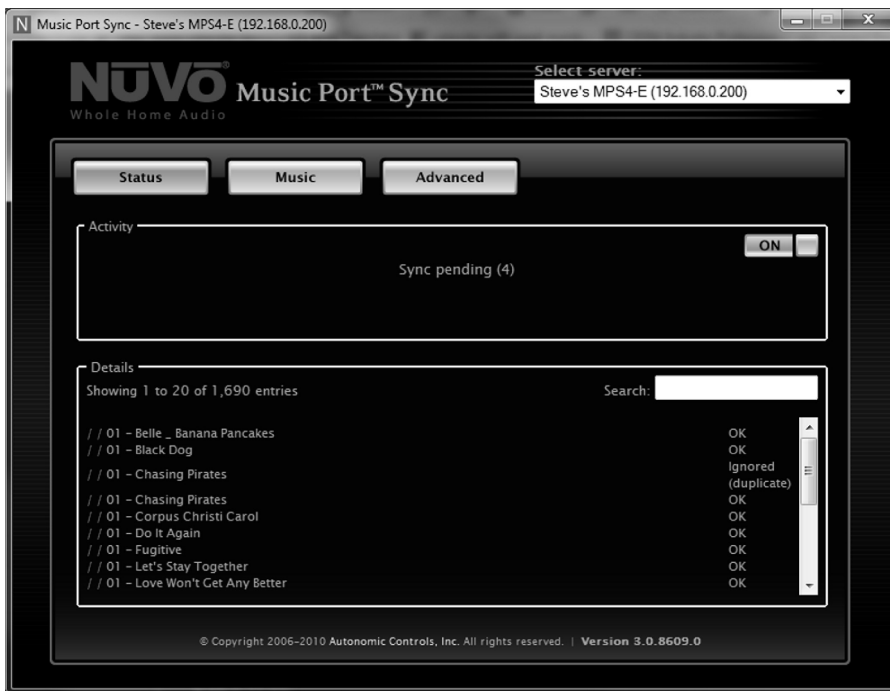 N Music Port Sync - Steve's MPS4-E (192.168.0.200)
NŪVO® Music Port™ Sync
Whole Home Audio
Select server:
Steve's MPS4-E (192.168.0.200)
Status Music Advanced
Activity
ON
Sync pending (4)
Details
Showing 1 to 20 of 1,690 entries Search:
/ / 01 - Belle _ Banana Pancakes OK
/ / 01 - Black Dog OK
/ / 01 - Chasing Pirates Ignored
(duplicate)
/ / 01 - Chasing Pirates OK
/ / 01 - Corpus Christi Carol OK
/ / 01 - Do It Again OK
/ / 01 - Fugitive OK
/ / 01 - Let's Stay Together OK
/ / 01 - Love Won't Get Any Better OK
© Copyright 2006-2010 Autonomic Controls, Inc. All rights reserved. | Version 3.0.8609.0